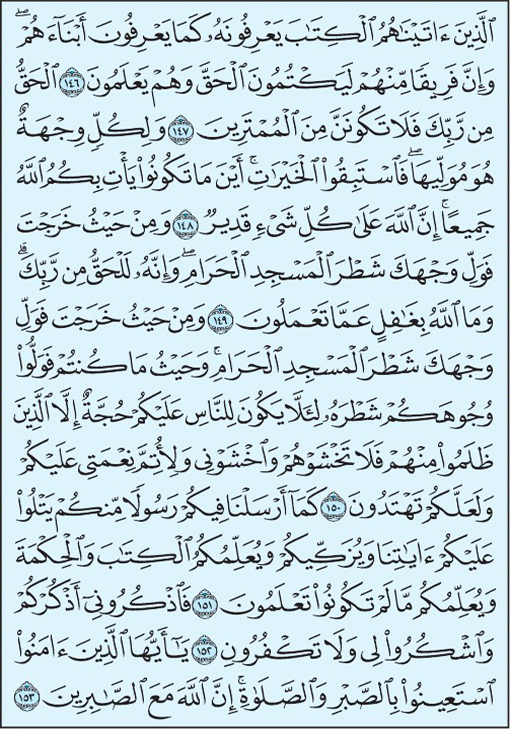 ٱلَّذِينَ ءَاتَيْنَٰهُمُ ٱلْكِتَٰبَ يَعْرِفُونَهُۥ كَمَا يَعْرِفُونَ أَبْنَآءَهُمْ ۖ
وَإِنَّ فَرِيقًا مِّنْهُمْ لَيَكْتُمُونَ ٱلْحَقَّ وَهُمْ يَعْلَمُونَ ١٤٦ ٱلْحَقُّ
مِن رَّبِّكَ فَلَا تَكُونَنَّ مِنَ ٱلْمُمْتَرِينَ ١٤٧ وَلِكُلٍّ وِجْهَةٌ
هُوَ مُوَلِّيهَا ۖ فَٱسْتَبِقُوا۟ ٱلْخَيْرَٰتِ ۚ أَيْنَ مَا تَكُونُوا۟ يَأْتِ بِكُمُ ٱللَّهُ
جَمِيعًا ۚ إِنَّ ٱللَّهَ عَلَىٰ كُلِّ شَىْءٍ قَدِيرٌ ١٤٨ وَمِنْ حَيْثُ خَرَجْتَ
فَوَلِّ وَجْهَكَ شَطْرَ ٱلْمَسْجِدِ ٱلْحَرَامِ ۖ وَإِنَّهُۥ لَلْحَقُّ مِن رَّبِّكَ ۗ
وَمَا ٱللَّهُ بِغَٰفِلٍ عَمَّا تَعْمَلُونَ ١٤٩ وَمِنْ حَيْثُ خَرَجْتَ فَوَلِّ
وَجْهَكَ شَطْرَ ٱلْمَسْجِدِ ٱلْحَرَامِ ۚ وَحَيْثُ مَا كُنتُمْ فَوَلُّوا۟
وُجُوهَكُمْ شَطْرَهُۥ لِئَلَّا يَكُونَ لِلنَّاسِ عَلَيْكُمْ حُجَّةٌ إِلَّا ٱلَّذِينَ
ظَلَمُوا۟ مِنْهُمْ فَلَا تَخْشَوْهُمْ وَٱخْشَوْنِى وَلِأُتِمَّ نِعْمَتِى عَلَيْكُمْ
وَلَعَلَّكُمْ تَهْتَدُونَ ١٥٠ كَمَآ أَرْسَلْنَا فِيكُمْ رَسُولًا مِّنكُمْ يَتْلُوا۟
عَلَيْكُمْ ءَايَٰتِنَا وَيُزَكِّيكُمْ وَيُعَلِّمُكُمُ ٱلْكِتَٰبَ وَٱلْحِكْمَةَ
وَيُعَلِّمُكُم مَّا لَمْ تَكُونُوا۟ تَعْلَمُونَ ١٥١ فَٱذْكُرُونِىٓ أَذْكُرْكُمْ
وَٱشْكُرُوا۟ لِى وَلَا تَكْفُرُونِ ١٥٢ يَٰٓأَيُّهَا ٱلَّذِينَ ءَامَنُوا۟
ٱسْتَعِينُوا۟ بِٱلصَّبْرِ وَٱلصَّلَوٰةِ ۚ إِنَّ ٱللَّهَ مَعَ ٱلصَّٰبِرِينَ ١٥٣